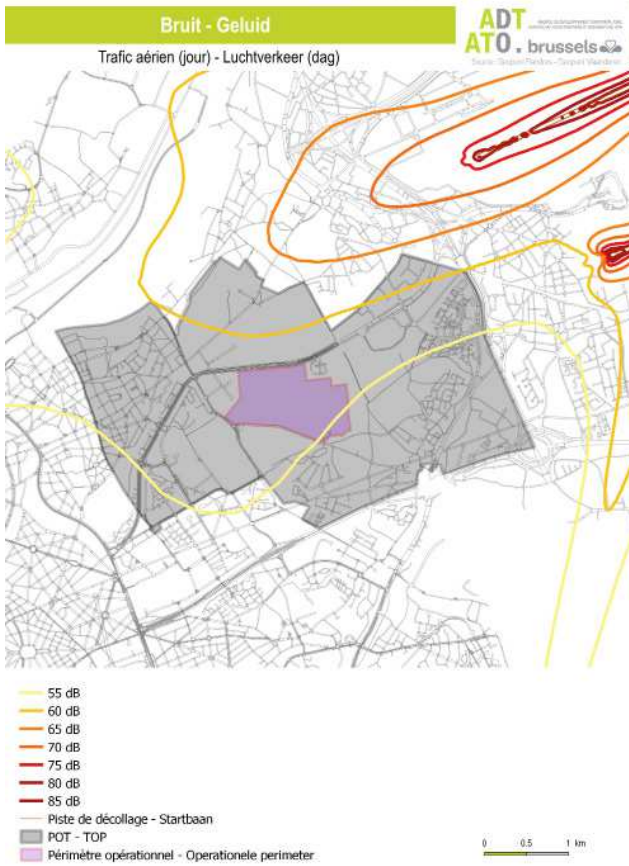 Bruit - Geluid
ADT
ATO. brussels
Trafic aérien (jour) - Luchtverkeer (dag)
55 dB
60 dB
65 dB
70 dB
75 dB
80 dB
85 dB
Piste de décollage - Startbaan
POT - TOP
Périmètre opérationnel - Operationele perimeter
0 0.5 1 km